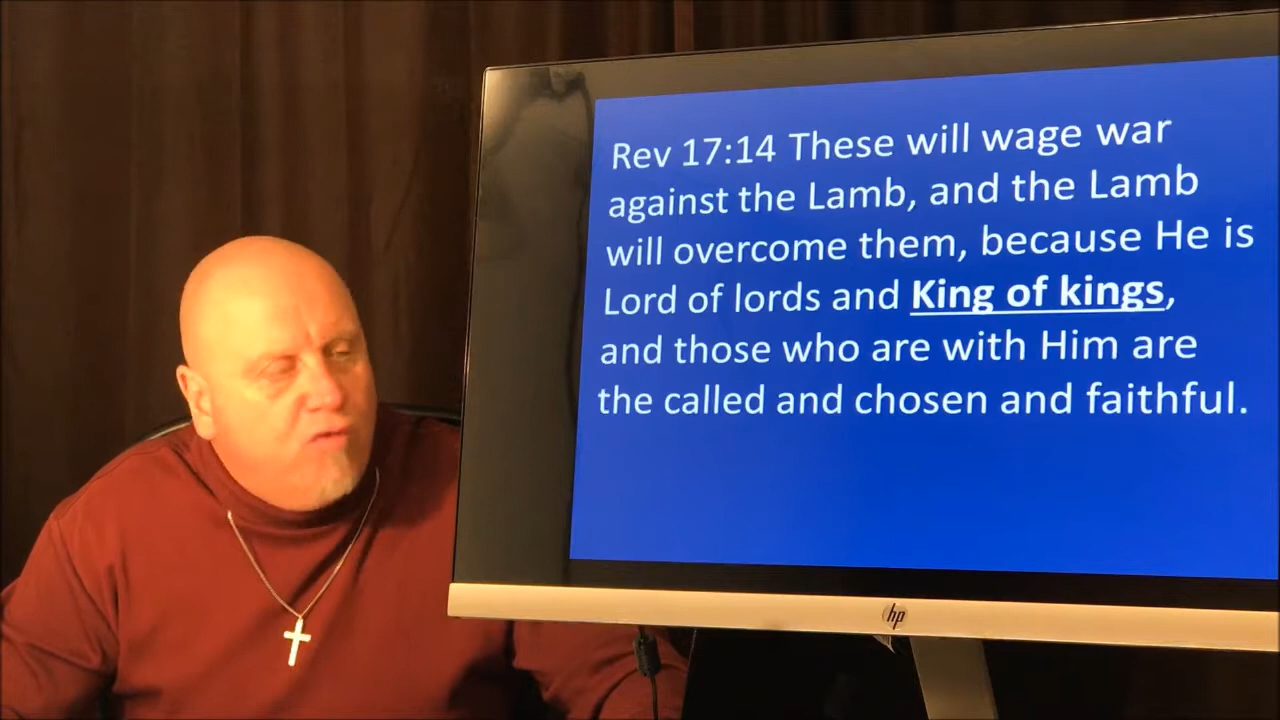 Rev 17:14 These will wage war
against the Lamb, and the Lamb
will overcome them, because He is
Lord of lords and King of kings,
and those who are with Him are
the called and chosen and faithful.
hp